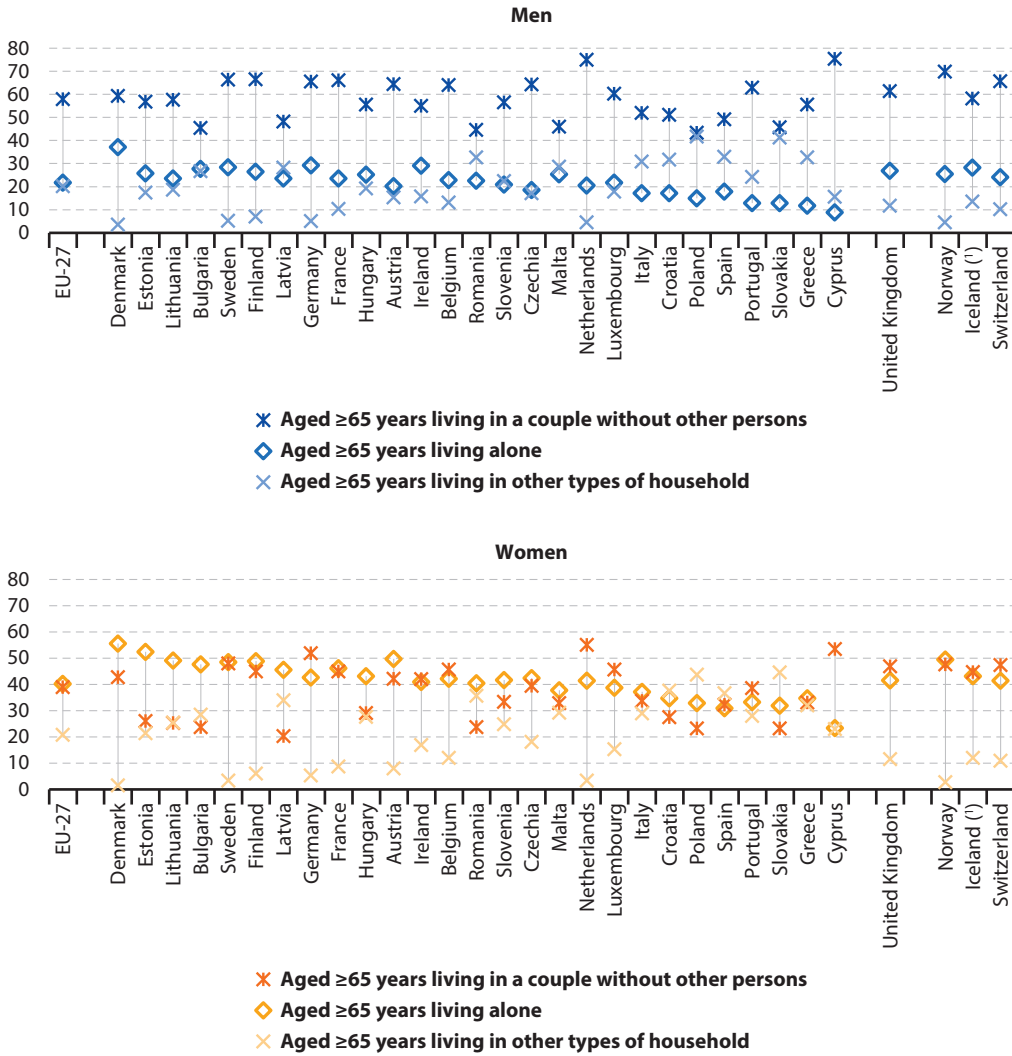 Men
80
70
60
50
40
30
20
10
0
EU-27
Denmark
Estonia
Lithuania
Bulgaria
Sweden
Finland
Latvia
Germany
France
Hungary
Austria
Ireland
Belgium
Romania
Slovenia
Czechia
Malta
Netherlands
Luxembourg
Italy
Croatia
Poland
Spain
Portugal
Slovakia
Greece
Cyprus
United Kingdom
Norway
Iceland (¹)
Switzerland
Aged ≥65 years living in a couple without other persons
Aged ≥65 years living alone
Aged ≥65 years living in other types of household
Women
80
70
60
50
40
30
20
10
0
EU-27
Denmark
Estonia
Lithuania
Bulgaria
Sweden
Finland
Latvia
Germany
France
Hungary
Austria
Ireland
Belgium
Romania
Slovenia
Czechia
Malta
Netherlands
Luxembourg
Italy
Croatia
Poland
Spain
Portugal
Slovakia
Greece
Cyprus
United Kingdom
Norway
Iceland (¹)
Switzerland
Aged ≥65 years living in a couple without other persons
Aged ≥65 years living alone
Aged ≥65 years living in other types of household